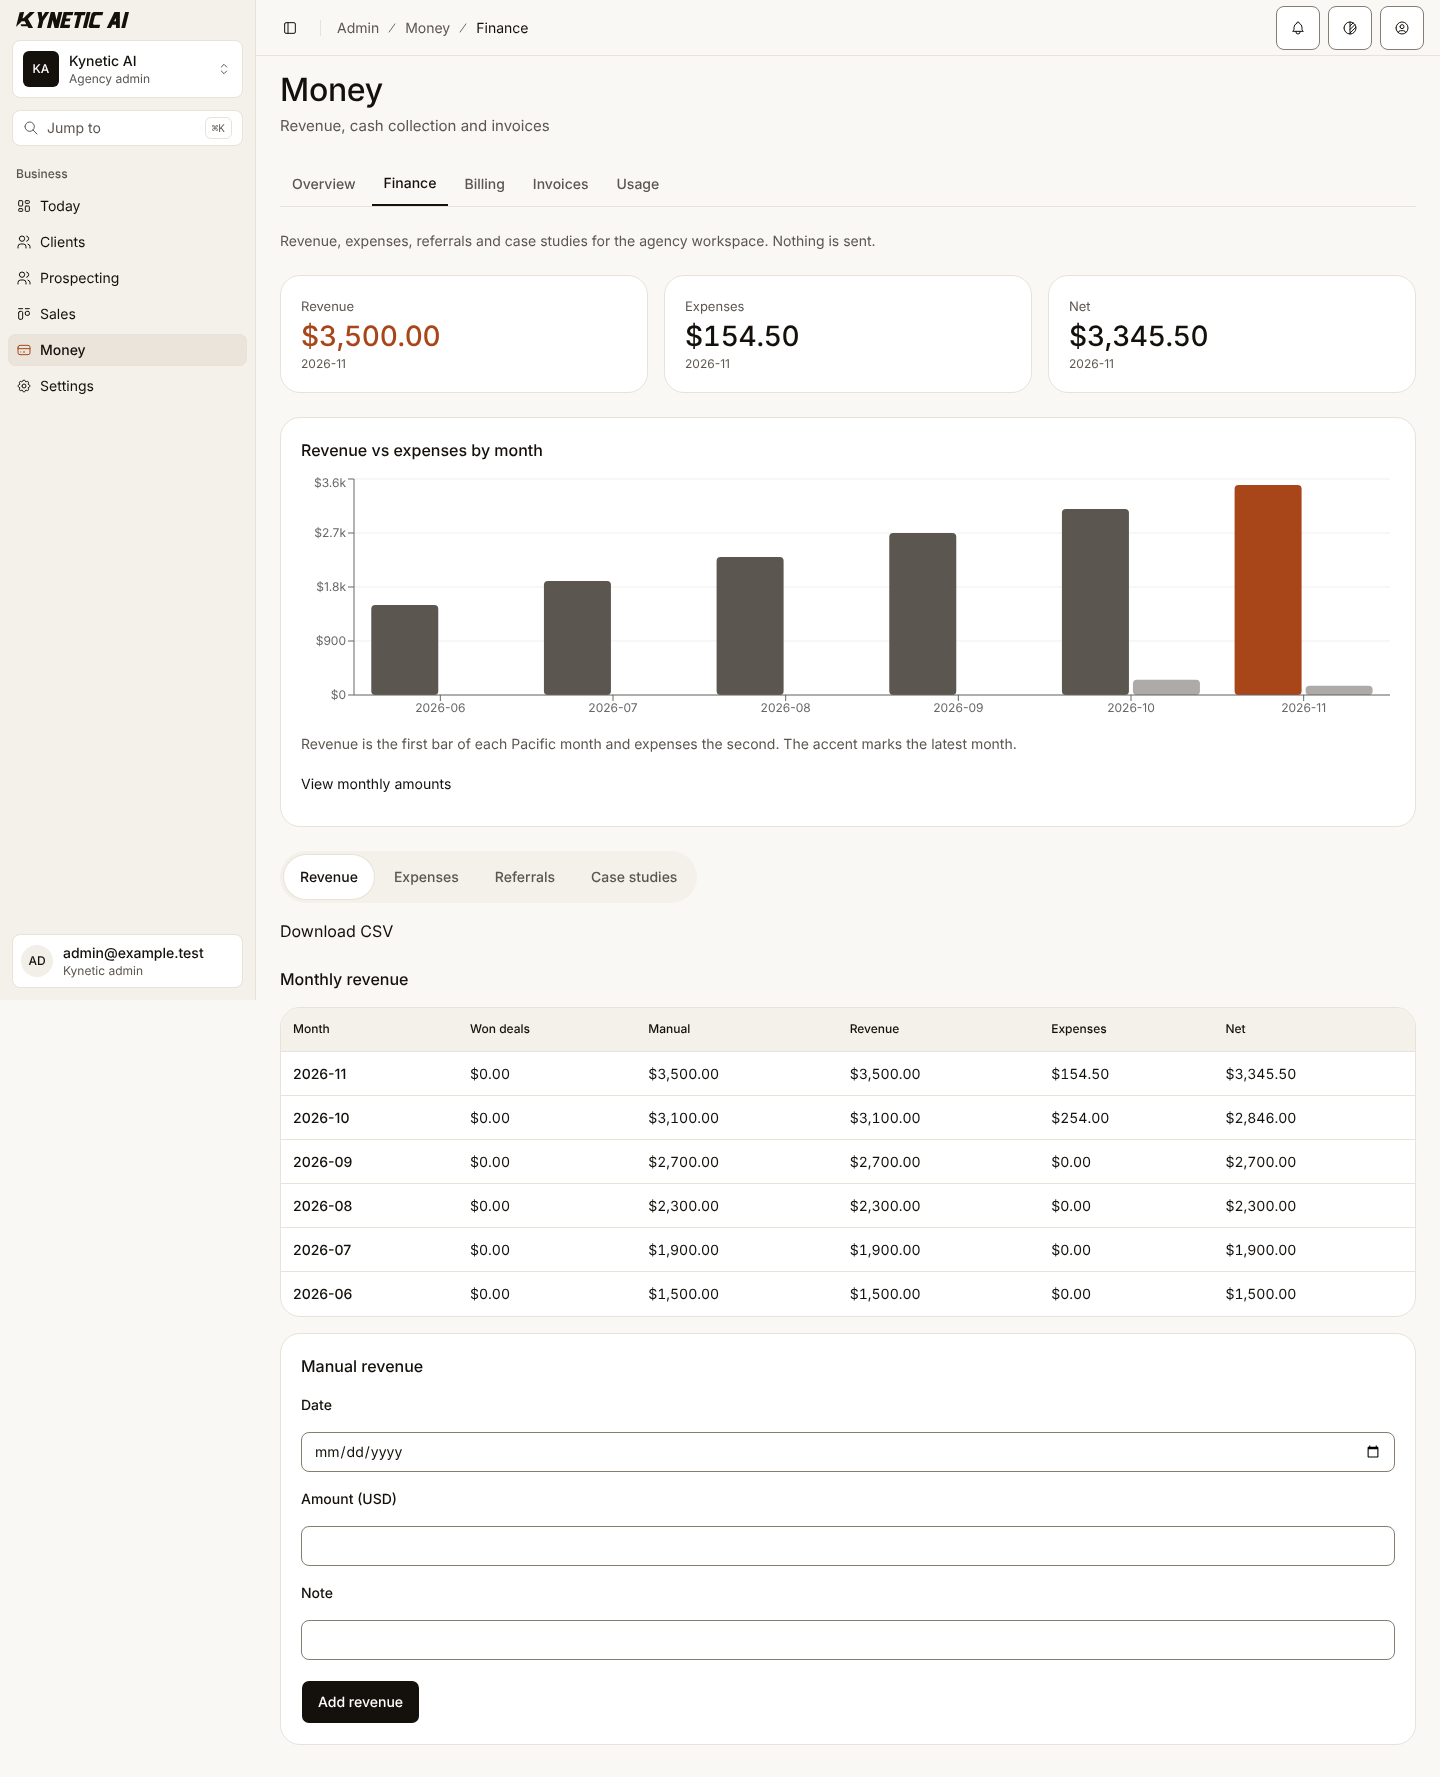 KYNETIC AI
KA
Kynetic AI
Agency admin
Jump to
⌘K
Business
Today
Clients
Prospecting
Sales
Money
Settings
AD
admin@example.test
Kynetic admin
Admin / Money / Finance
Money
Revenue, cash collection and invoices
Overview Finance Billing Invoices Usage
Revenue, expenses, referrals and case studies for the agency workspace. Nothing is sent.
Revenue
$3,500.00
2026-11
Expenses
$154.50
2026-11
Net
$3,345.50
2026-11
Revenue vs expenses by month
$3.6k
$2.7k
$1.8k
$900
$0
2026-06 2026-07 2026-08 2026-09 2026-10 2026-11
Revenue is the first bar of each Pacific month and expenses the second. The accent marks the latest month.
View monthly amounts
Revenue Expenses Referrals Case studies
Download CSV
Monthly revenue
Month Won deals Manual Revenue Expenses Net
2026-11 $0.00 $3,500.00 $3,500.00 $154.50 $3,345.50
2026-10 $0.00 $3,100.00 $3,100.00 $254.00 $2,846.00
2026-09 $0.00 $2,700.00 $2,700.00 $0.00 $2,700.00
2026-08 $0.00 $2,300.00 $2,300.00 $0.00 $2,300.00
2026-07 $0.00 $1,900.00 $1,900.00 $0.00 $1,900.00
2026-06 $0.00 $1,500.00 $1,500.00 $0.00 $1,500.00
Manual revenue
Date
mm/dd/yyyy
Amount (USD)
Note
Add revenue